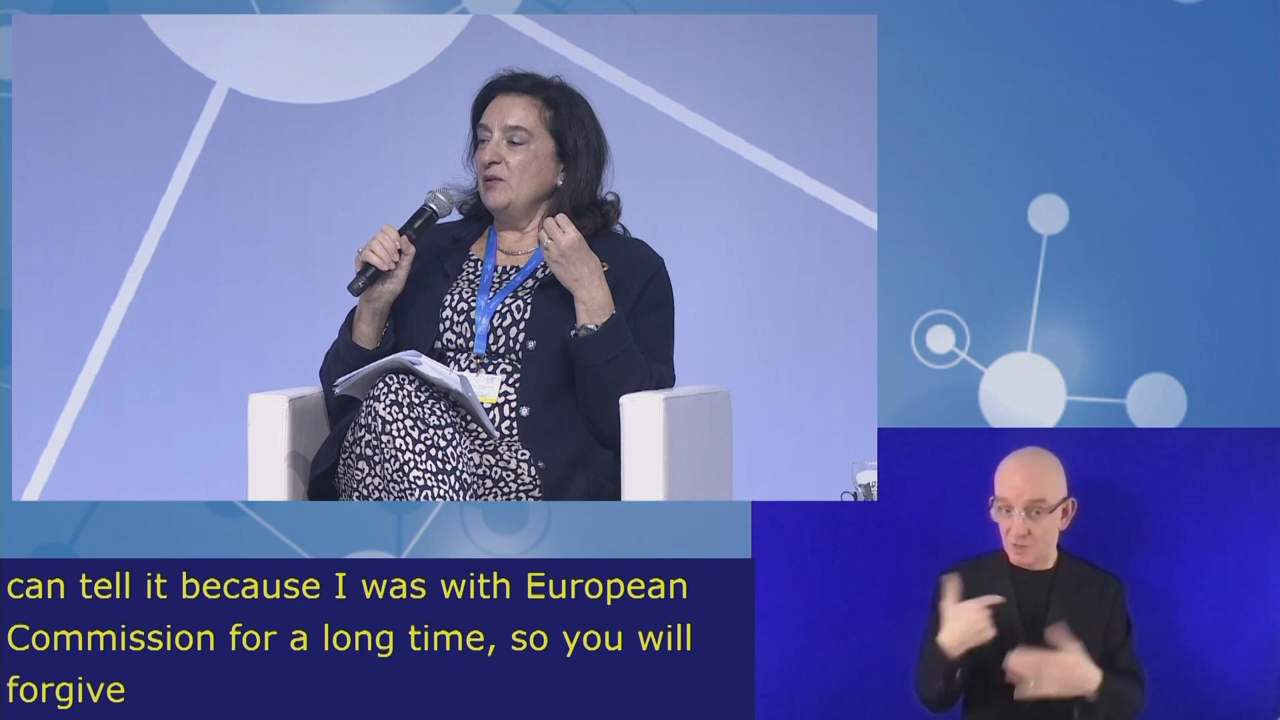 can tell it because I was with European
Commission for a long time, so you will
forgive